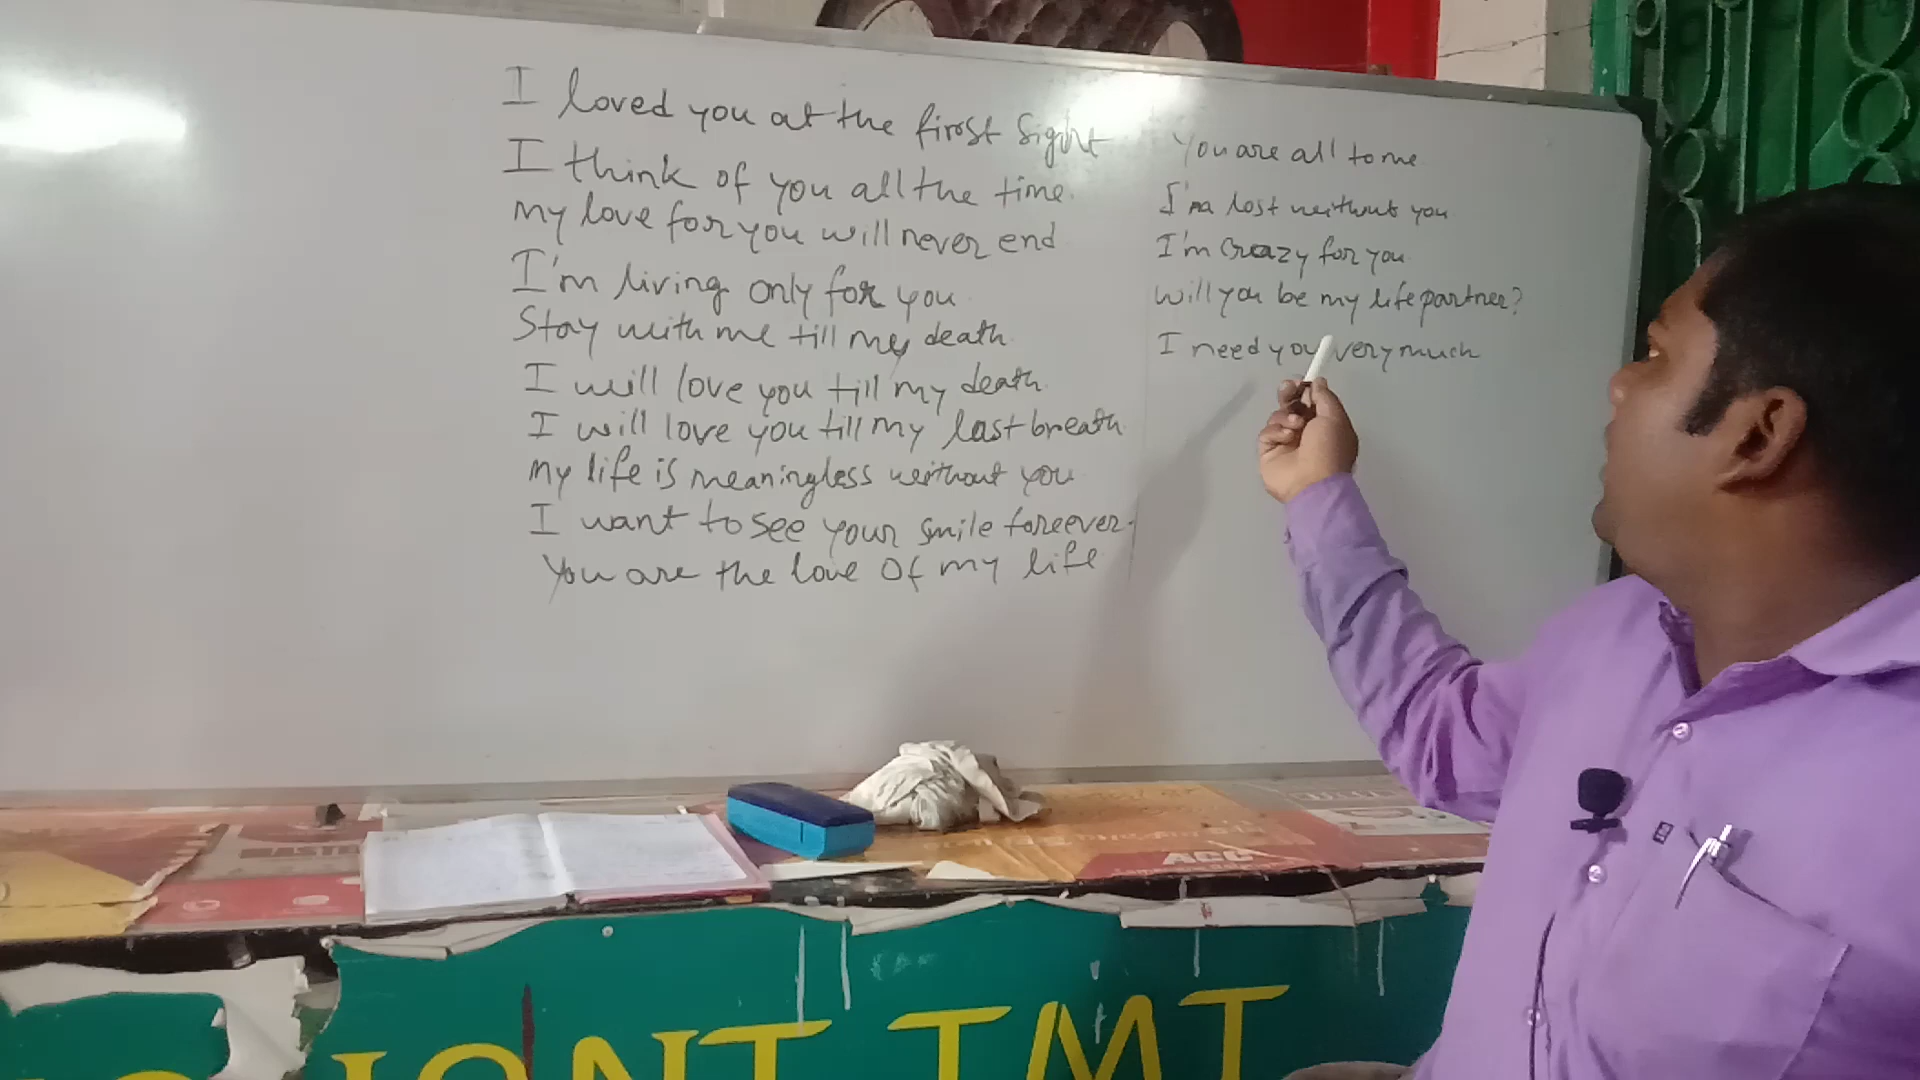 I loved you at the first sight
I think of you all the time.
My love for you will never end
I'm living only for you
Stay with me till my death.
I will love you till my death.
I will love you till my last breath.
My life is meaningless without you
I want to see your smile foreever.
You are the love of my life
You are all to me
I'm lost without you
I'm crazy for you.
Will you be my life partner?
I need you very much
ACC
TMT